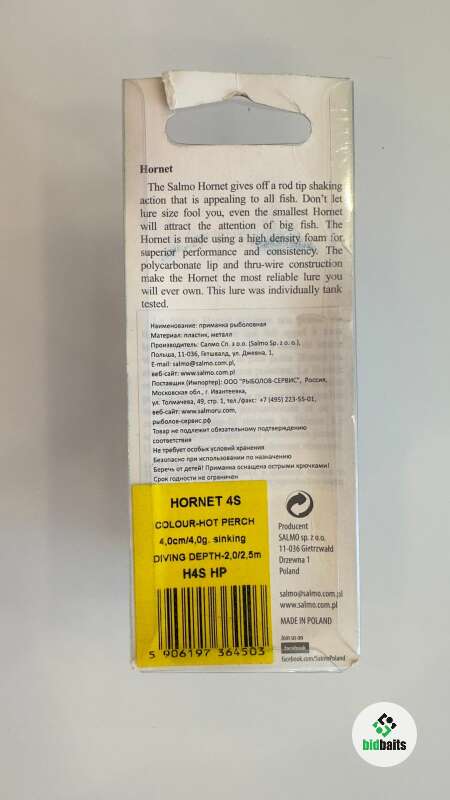 Hornet
The Salmo Hornet gives off a rod tip shaking
action that is appealing to all fish. Don't let
lure size fool you, even the smallest Hornet
will attract the attention of big fish. The
Hornet is made using a high density foam for
superior performance and consistency. The
polycarbonate lip and thru-wire construction
make the Hornet the most reliable lure you
will ever own. This lure was individually tank
tested.
Наименование: приманка рыболовная
Материал: пластик, металл
Производитель: Салмо Сп. з о.о. (Salmo Sp. z o. o.),
Польша, 11-036, Гетшвалд, ул. Джевна, 1,
E-mail: salmo@salmo.com.pl,
веб-сайт: www.salmo.com.pl
Поставщик (Импортер): ООО "РЫБОЛОВ-СЕРВИС", Россия,
Московская обл., г. Ивантеевка,
ул. Толмачева, 49, стр. 1, тел./факс: +7 (495) 223-55-01,
веб-сайт: www.salmoru.com,
рыболов-сервис.рф
Товар не подлежит обязательному подтверждению
соответствия
Не требует особых условий хранения
Безопасно при использовании по назначению
Беречь от детей! Приманка оснащена острыми крючками!
Срок годности не ограничен
HORNET 4S
COLOUR-HOT PERCH
4,0cm/4,0g. sinking
DIVING DEPTH-2,0/2,5m
H4S HP
5 906197 364503
Producent
SALMO sp. z o.o.
11-036 Gietrzwałd
Drzewna 1
Poland
salmo@salmo.com.pl
www.salmo.com.pl
MADE IN POLAND
Join us on
facebook
facebook.com/SalmoPoland
bidbaits